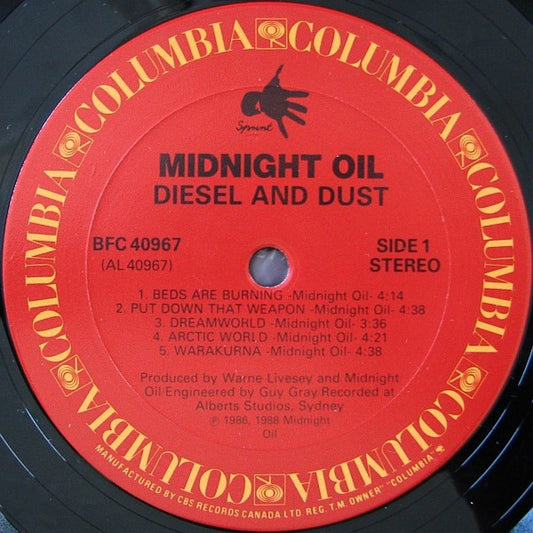 COLUMBIA COLUMBIA COLUMBIA COLUMBIA COLUMBIA COLUMBIA
Sprint
MIDNIGHT OIL
DIESEL AND DUST
BFC 40967
(AL 40967)
SIDE 1
STEREO
1. BEDS ARE BURNING -Midnight Oil- 4:14
2. PUT DOWN THAT WEAPON -Midnight Oil- 4:38
3. DREAMWORLD -Midnight Oil- 3:36
4. ARCTIC WORLD -Midnight Oil- 4:21
5. WARAKURNA -Midnight Oil- 4:38
Produced by Warne Livesey and Midnight
Oil Engineered by Guy Gray Recorded at
Alberts Studios, Sydney
℗ 1986, 1988 Midnight
Oil
MANUFACTURED BY CBS RECORDS CANADA LTD. REG. T.M. OWNER "COLUMBIA"